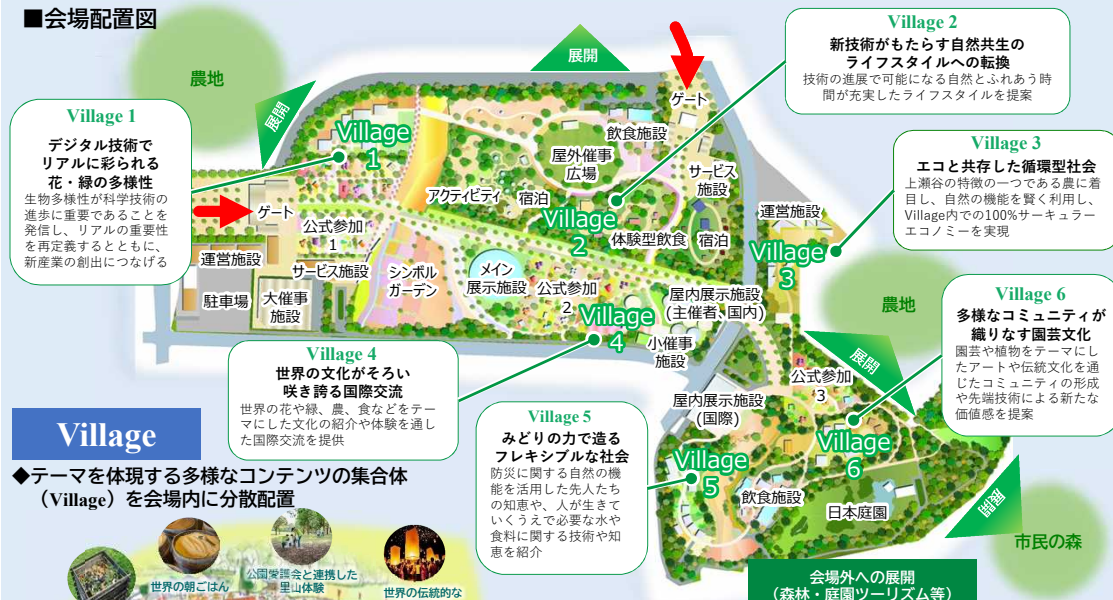 ■会場配置図
農地
展開
展開
ゲート
Village 1
デジタル技術で
リアルに彩られる
花・緑の多様性
生物多様性が科学技術の
進歩に重要であることを
発信し、リアルの重要性
を再定義するとともに、
新産業の創出につなげる
Village 2
新技術がもたらす自然共生の
ライフスタイルへの転換
技術の進展で可能になる自然とふれあう時
間が充実したライフスタイルを提案
Village 3
エコと共存した循環型社会
上瀬谷の特徴の一つである農に着
目し、自然の機能を賢く利用し、
Village内での100%サーキュラー
エコノミーを実現
Village
1
飲食施設
屋外催事
広場
サービス
施設
アクティビティ
宿泊
Village
2
体験型飲食
宿泊
運営施設
Village
3
ゲート
公式参加
1
運営施設
サービス施設
駐車場
大催事
施設
シンボル
ガーデン
メイン
展示施設
公式参加
2
Village
4
屋内展示施設
(主催者、国内)
小催事
施設
農地
Village 6
多様なコミュニティが
織りなす園芸文化
園芸や植物をテーマにし
たアートや伝統文化を通
じたコミュニティの形成
や先端技術による新たな
価値感を提案
展開
公式参加
3
屋内展示施設
(国際)
Village
5
Village
6
飲食施設
日本庭園
展開
市民の森
Village 4
世界の文化がそろい
咲き誇る国際交流
世界の花や緑、農、食などをテー
マにした文化の紹介や体験を通し
た国際交流を提供
Village 5
みどりの力で造る
フレキシブルな社会
防災に関する自然の機
能を活用した先人たち
の知恵や、人が生きて
いくうえで必要な水や
食料に関する技術や知
恵を紹介
Village
◆テーマを体現する多様なコンテンツの集合体
（Village）を会場内に分散配置
世界の朝ごはん
公園愛護会と連携した
里山体験
世界の伝統的な
会場外への展開
（森林・庭園ツーリズム等）